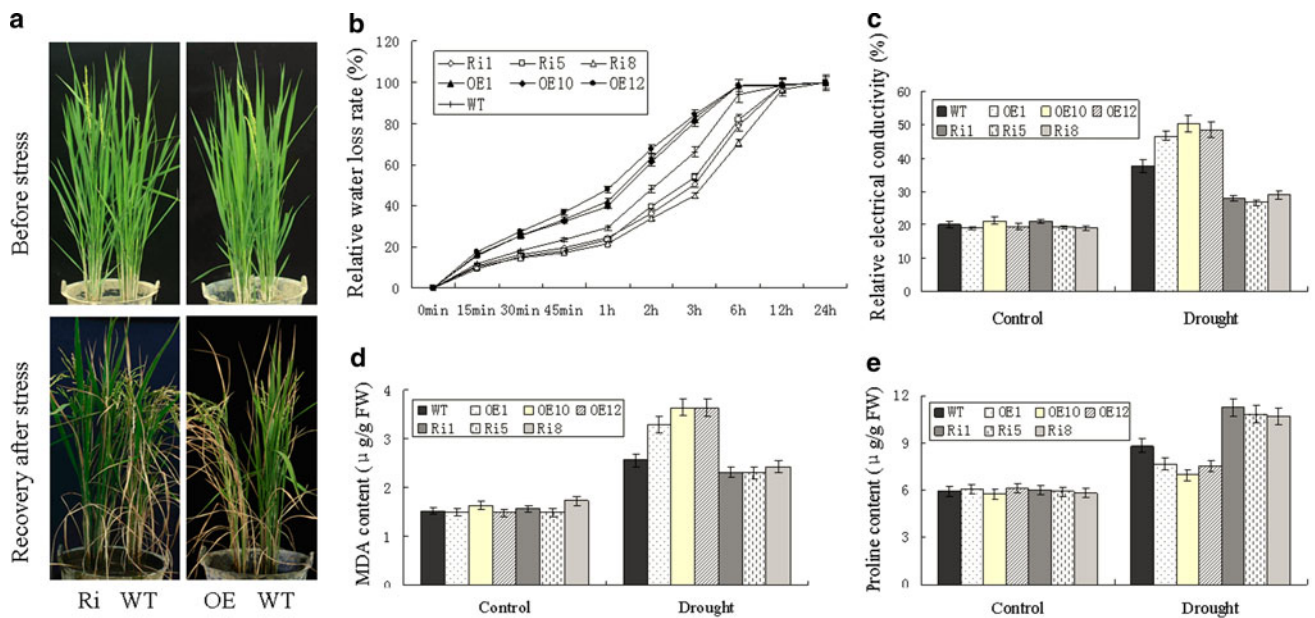 a
Before stress
Recovery after stress
Ri WT
OE WT
b
Relative water loss rate (%)
120
100
80
60
40
20
0
Ri1 Ri5 Ri8
OE1 OE10 OE12
WT
0min 15min 30min 45min 1h 2h 3h 6h 12h 24h
c
Relative electrical conductivity (%)
60
50
40
30
20
10
0
WT OE1 OE10 OE12
Ri1 Ri5 Ri8
Control Drought
d
MDA content (μ g/g FW)
4
3
2
1
0
WT OE1 OE10 OE12
Ri1 Ri5 Ri8
Control Drought
e
Proline content (μ g/g FW)
12
9
6
3
0
WT OE1 OE10 OE12
Ri1 Ri5 Ri8
Control Drought